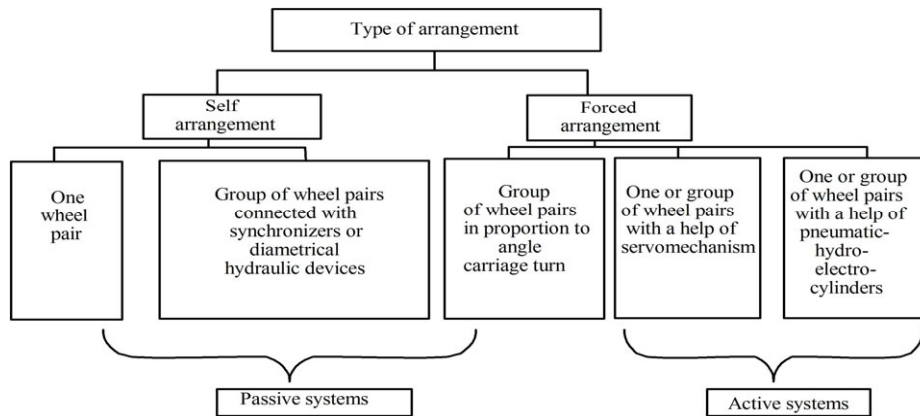 Type of arrangement
Self
arrangement
Forced
arrangement
One
wheel
pair
Group of wheel pairs
connected with
synchronizers or
diametrical
hydraulic devices
Group
of wheel pairs
in proportion to
angle
carriage turn
One or group
of wheel pairs
with a help of
servomechanism
One or group
of wheel pairs
with a help of
pneumatic-
hydro-
electro-
cylinders
Passive systems
Active systems